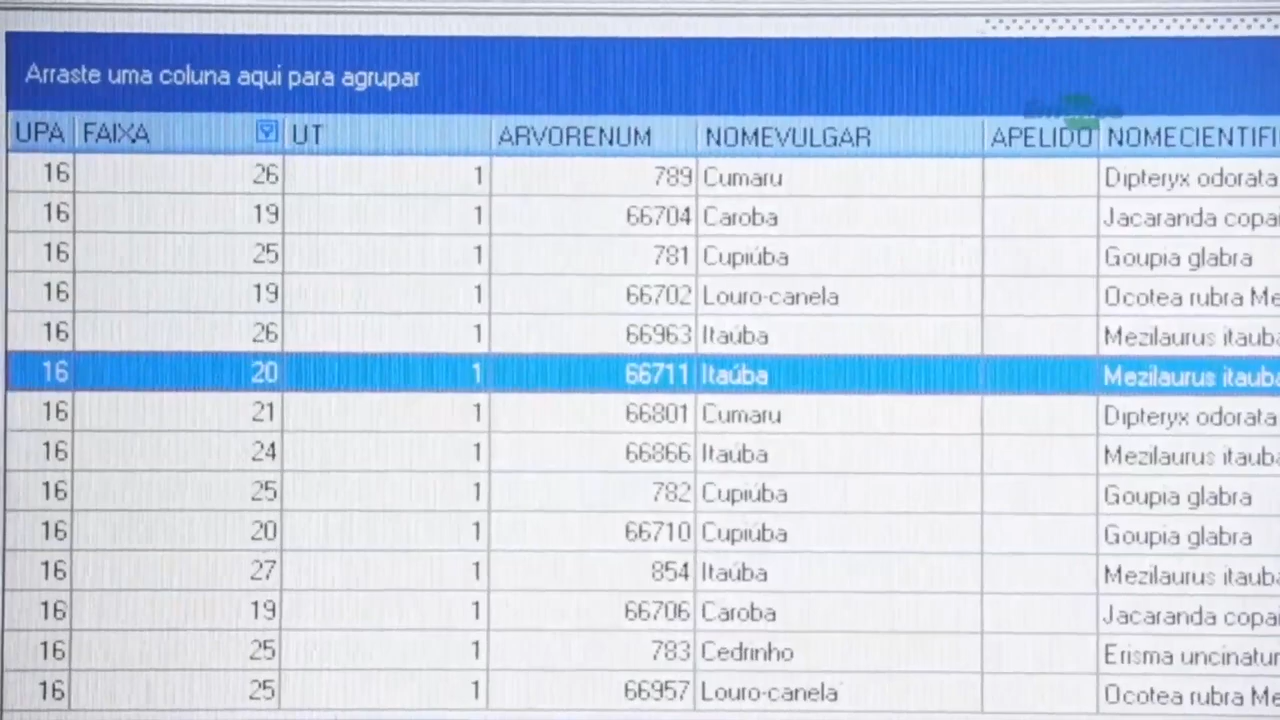 Arraste uma coluna aqui para agrupar
UPA FAIXA UT ARVORENUM NOMEVULGAR APELIDO NOMECIENTIFI
16 26 1 789 Cumaru Dipteryx odorata
16 19 1 66704 Caroba Jacaranda copa
16 25 1 781 Cupiúba Goupia glabra
16 19 1 66702 Louro-canela Ocotea rubra Me
16 26 1 66963 Itaúba Mezilaurus itauba
16 20 1 66711 Itaúba Mezilaurus itauba
16 21 1 66801 Cumaru Dipteryx odorata
16 24 1 66866 Itaúba Mezilaurus itauba
16 25 1 782 Cupiúba Goupia glabra
16 20 1 66710 Cupiúba Goupia glabra
16 27 1 854 Itaúba Mezilaurus itauba
16 19 1 66706 Caroba Jacaranda copa
16 25 1 783 Cedrinho Erisma uncinatur
16 25 1 66957 Louro-canela Ocotea rubra Me